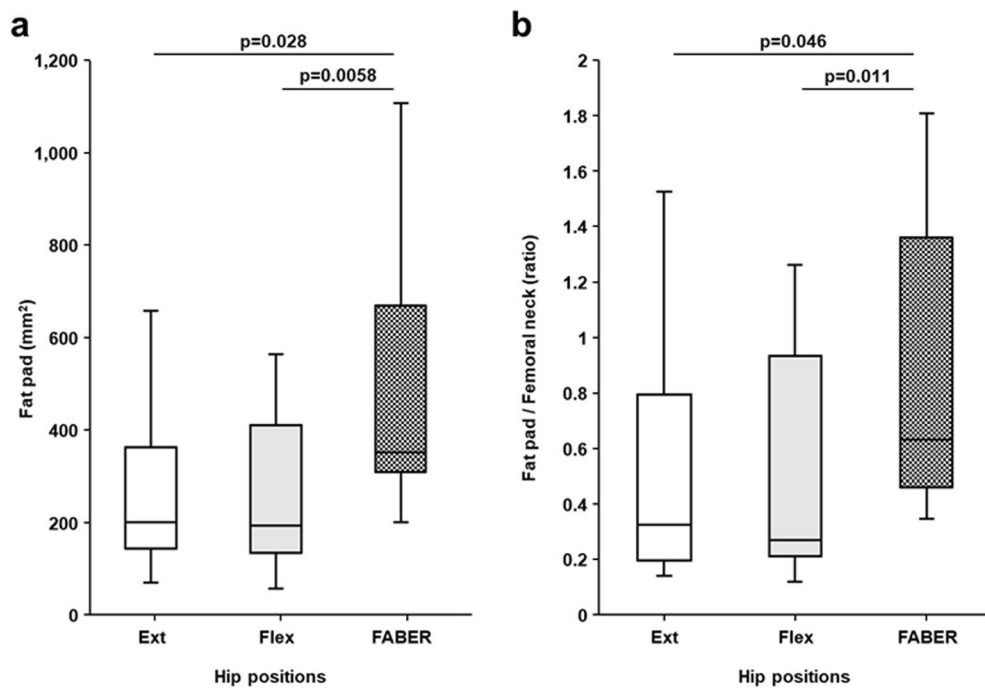 a
p=0.028
p=0.0058
1,200
1,000
800
600
400
200
0
Fat pad (mm²)
Ext Flex FABER
Hip positions
b
p=0.046
p=0.011
2
1.8
1.6
1.4
1.2
1
0.8
0.6
0.4
0.2
0
Fat pad / Femoral neck (ratio)
Ext Flex FABER
Hip positions